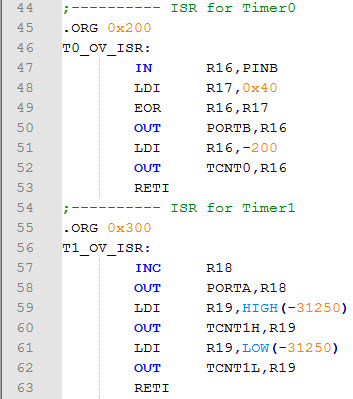 44 ;---------- ISR for Timer0
45 .ORG 0x200
46 T0_OV_ISR:
47 IN R16,PINB
48 LDI R17,0x40
49 EOR R16,R17
50 OUT PORTB,R16
51 LDI R16,-200
52 OUT TCNT0,R16
53 RETI
54 ;---------- ISR for Timer1
55 .ORG 0x300
56 T1_OV_ISR:
57 INC R18
58 OUT PORTA,R18
59 LDI R19,HIGH(-31250)
60 OUT TCNT1H,R19
61 LDI R19,LOW(-31250)
62 OUT TCNT1L,R19
63 RETI